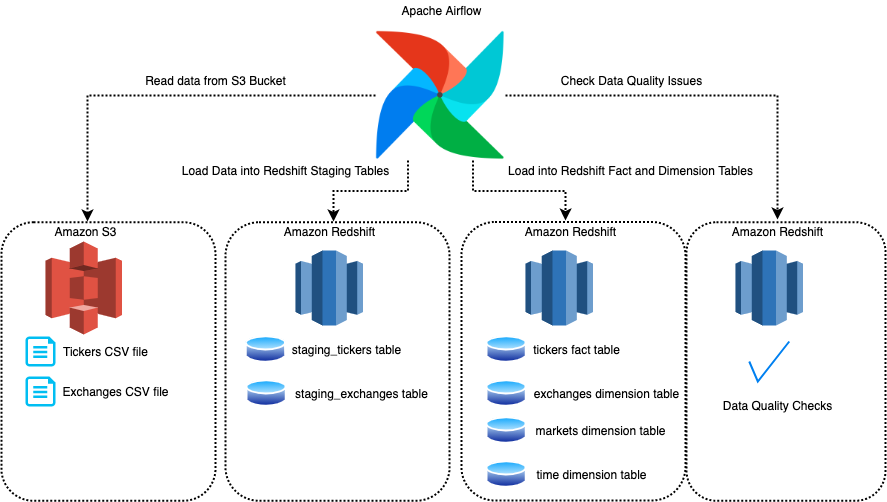 Apache Airflow
Read data from S3 Bucket
Check Data Quality Issues
Load Data into Redshift Staging Tables
Load into Redshift Fact and Dimension Tables
Amazon S3
Tickers CSV file
Exchanges CSV file
Amazon Redshift
staging_tickers table
staging_exchanges table
Amazon Redshift
tickers fact table
exchanges dimension table
markets dimension table
time dimension table
Amazon Redshift
Data Quality Checks